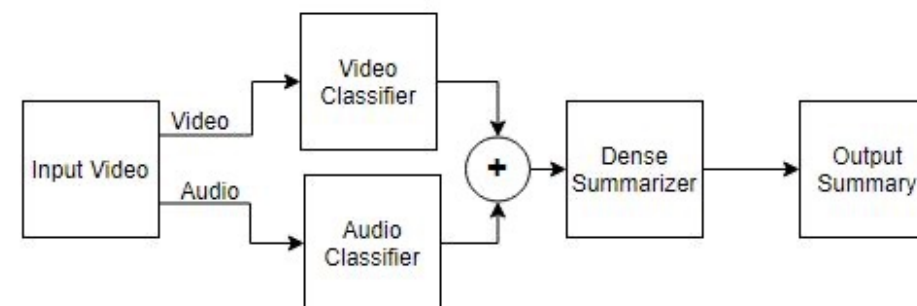 Input Video
Video
Audio
Video
Classifier
Audio
Classifier
+
Dense
Summarizer
Output
Summary